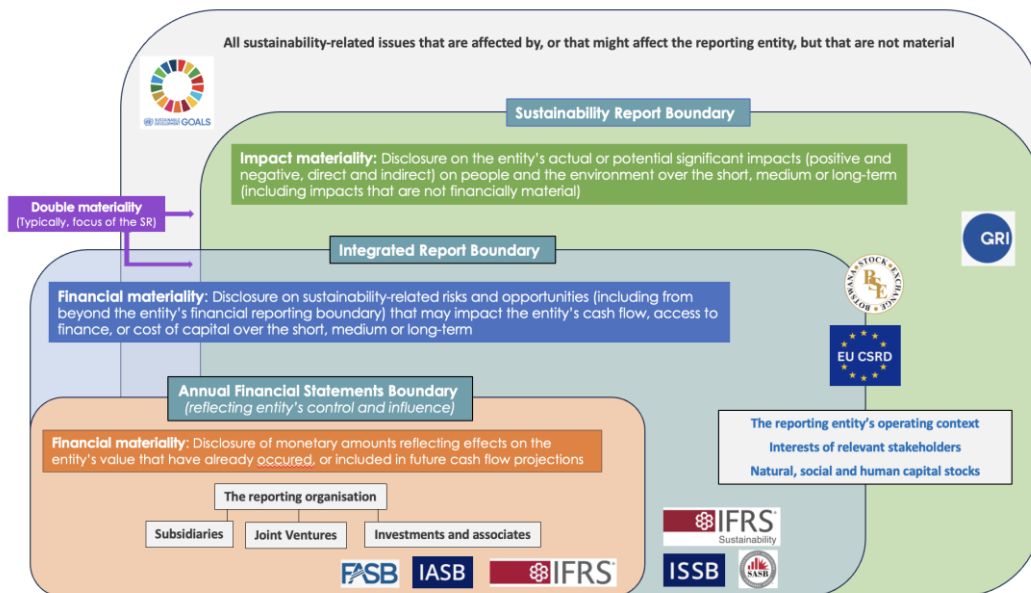 All sustainability-related issues that are affected by, or that might affect the reporting entity, but that are not material
SUSTAINABLE
DEVELOPMENT GOALS
Sustainability Report Boundary
Impact materiality: Disclosure on the entity's actual or potential significant impacts (positive and
negative, direct and indirect) on people and the environment over the short, medium or long-term
(including impacts that are not financially material)
Double materiality
(Typically, focus of the SR)
GRI
Integrated Report Boundary
BOTSWANA STOCK EXCHANGE
BSE
Financial materiality: Disclosure on sustainability-related risks and opportunities (including from
beyond the entity's financial reporting boundary) that may impact the entity's cash flow, access to
finance, or cost of capital over the short, medium or long-term
EU CSRD
Annual Financial Statements Boundary
(reflecting entity's control and influence)
The reporting entity's operating context
Interests of relevant stakeholders
Natural, social and human capital stocks
Financial materiality: Disclosure of monetary amounts reflecting effects on the
entity's value that have already occured, or included in future cash flow projections
The reporting organisation
Subsidiaries
Joint Ventures
Investments and associates
IFRS
Sustainability
FASB
IASB
IFRS
ISSB
SASB